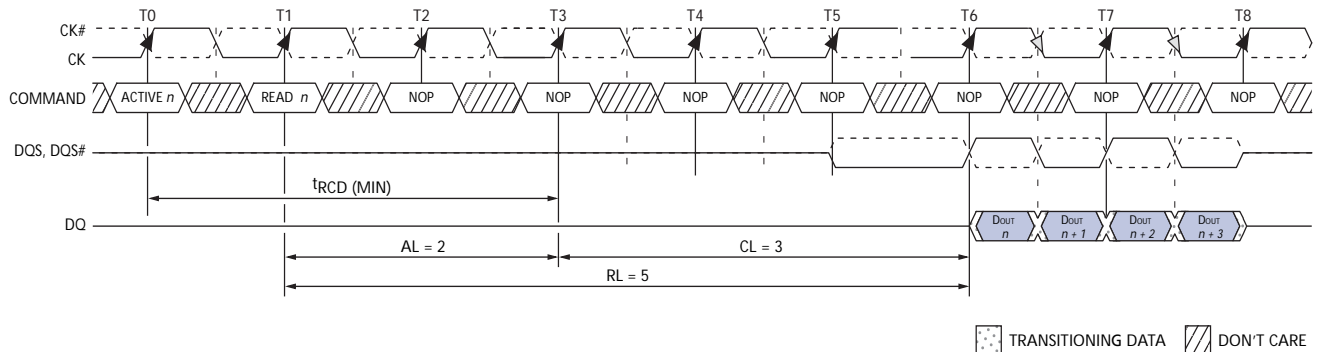 T0 T1 T2 T3 T4 T5 T6 T7 T8
CK#
CK
COMMAND ACTIVE n READ n NOP NOP NOP NOP NOP NOP NOP
DQS, DQS#
tRCD (MIN)
DQ DOUT n DOUT n + 1 DOUT n + 2 DOUT n + 3
AL = 2 CL = 3
RL = 5
TRANSITIONING DATA DON'T CARE